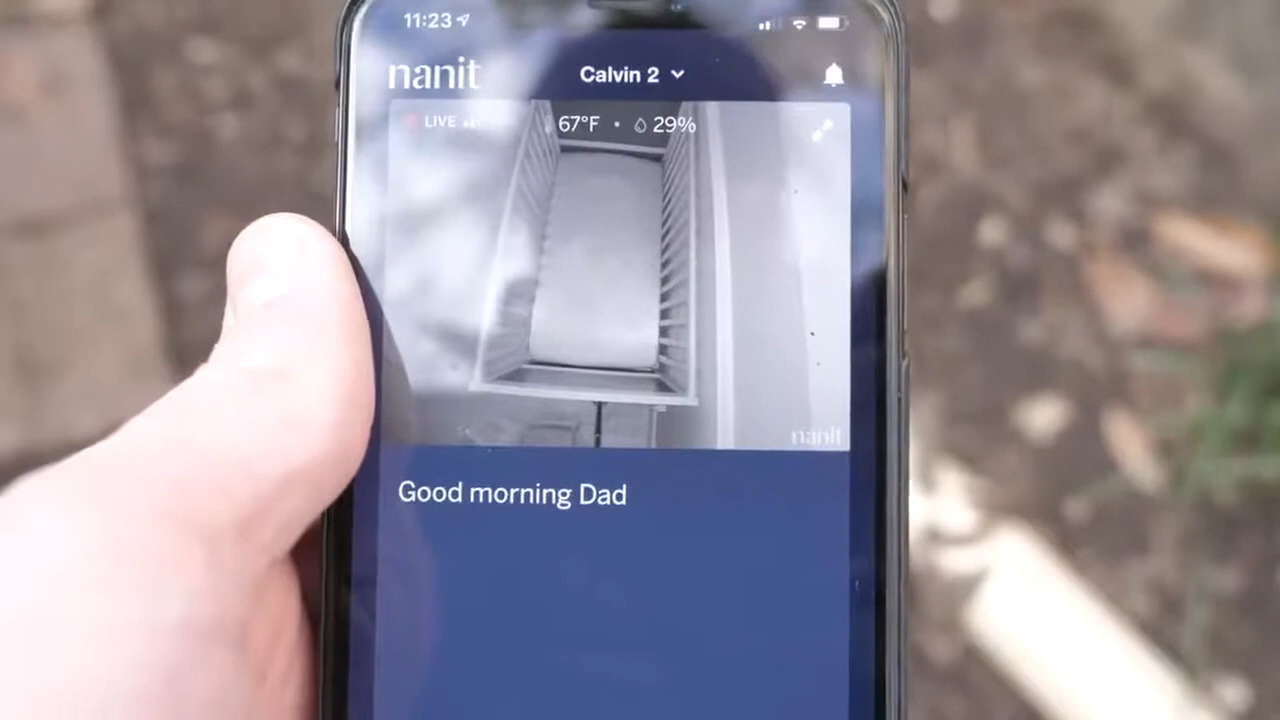 11:23
nanit
Calvin 2
LIVE
67°F • 29%
nanit
Good morning Dad